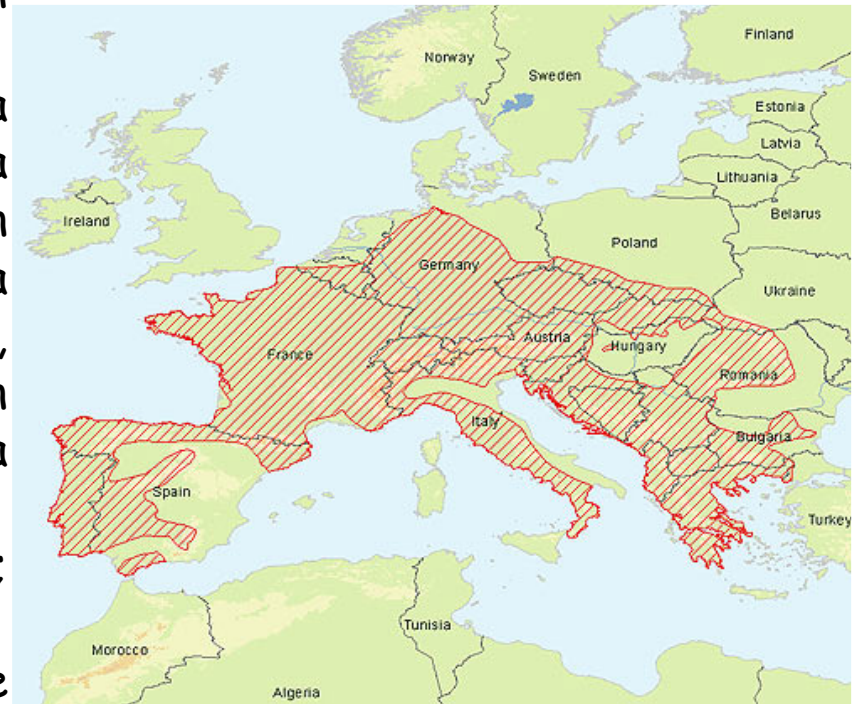 Finland
Norway
Sweden
Estonia
Latvia
Lithuania
Belarus
Ireland
Poland
Germany
Ukraine
Austria
Hungary
France
Romania
Italy
Bulgaria
Spain
Turkey
Tunisia
Morocco
Algeria